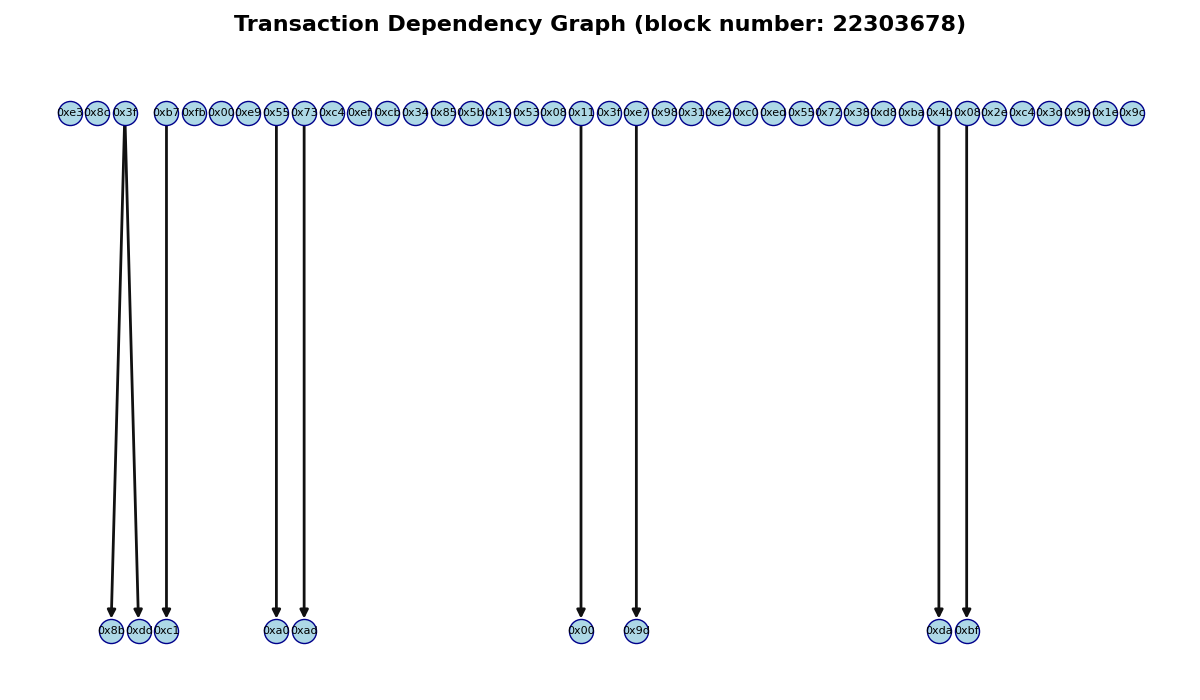 Transaction Dependency Graph (block number: 22303678)
0xe3 0x8c 0x3f 0xb7 0xfb 0x00 0xe9 0x55 0x73 0xc4 0xef 0xcb 0x34 0x85 0x5b 0x19 0x53 0x08 0x11 0x3f 0xe7 0x98 0x31 0xe2 0xc0 0xed 0x55 0x72 0x38 0xd8 0xba 0x4b 0x08 0x2e 0xc4 0x3d 0x9b 0x1e 0x9c
0x8b 0xdd 0xc1 0xa0 0xad 0x00 0x9d 0xda 0xbf